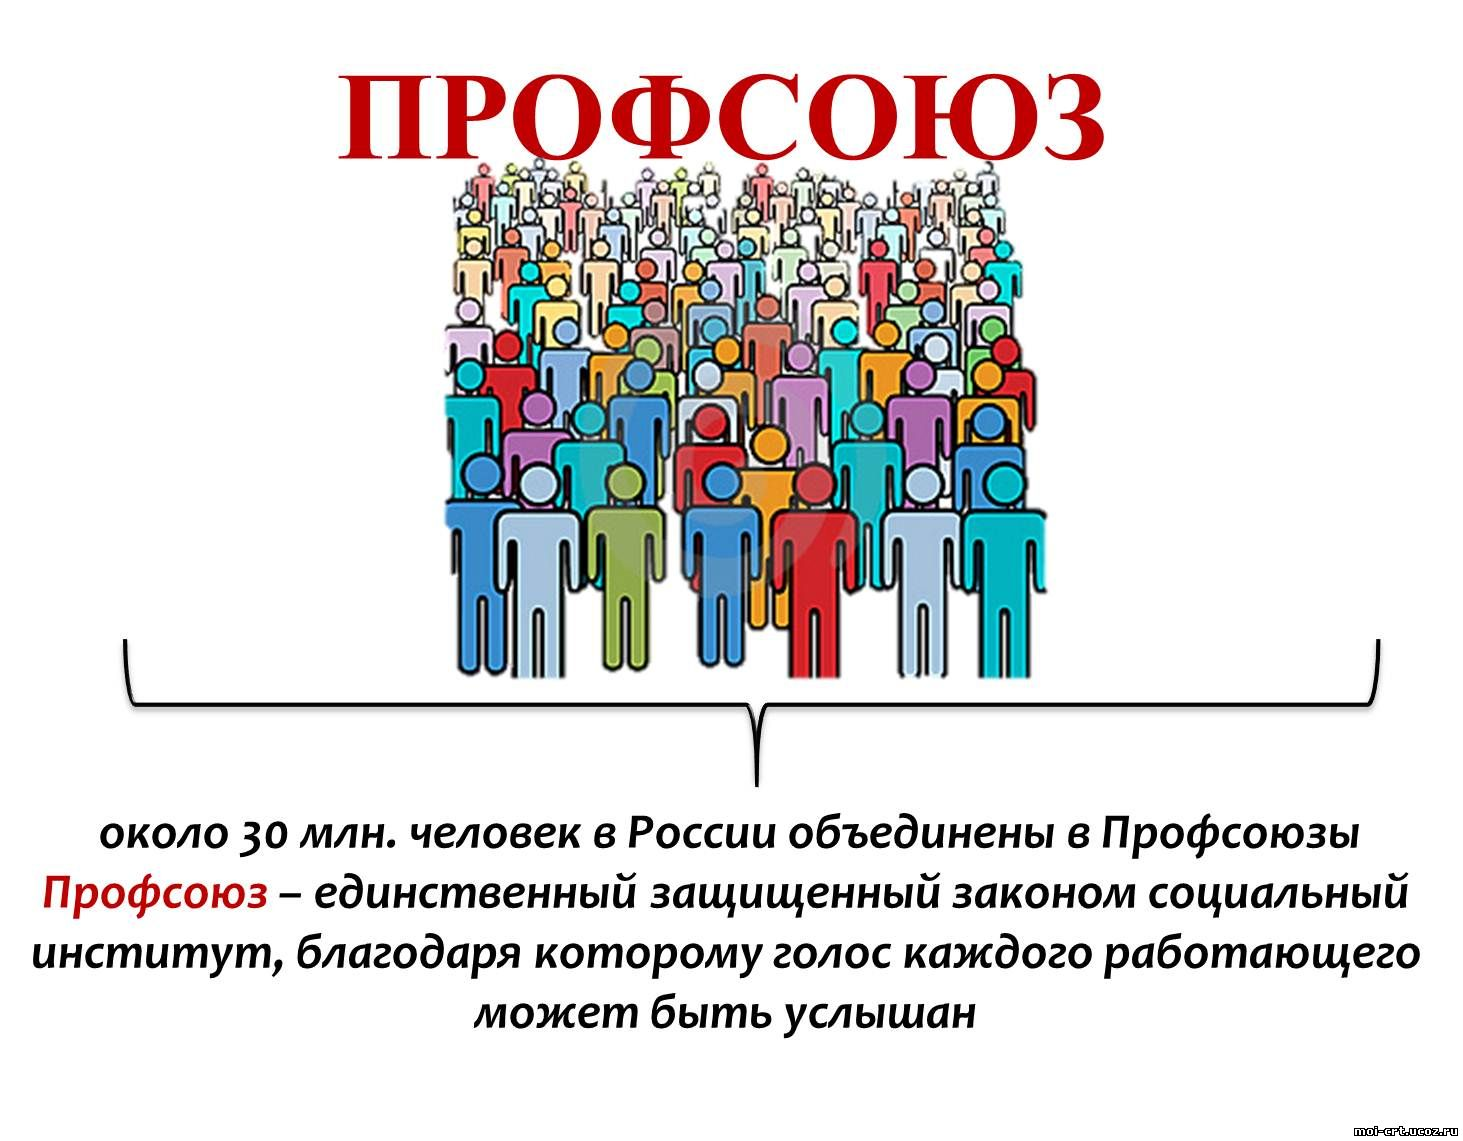 ПРОФСОЮЗ
около 30 млн. человек в России объединены в Профсоюзы
Профсоюз – единственный защищенный законом социальный
институт, благодаря которому голос каждого работающего
может быть услышан
moi-crt.ucoz.ru